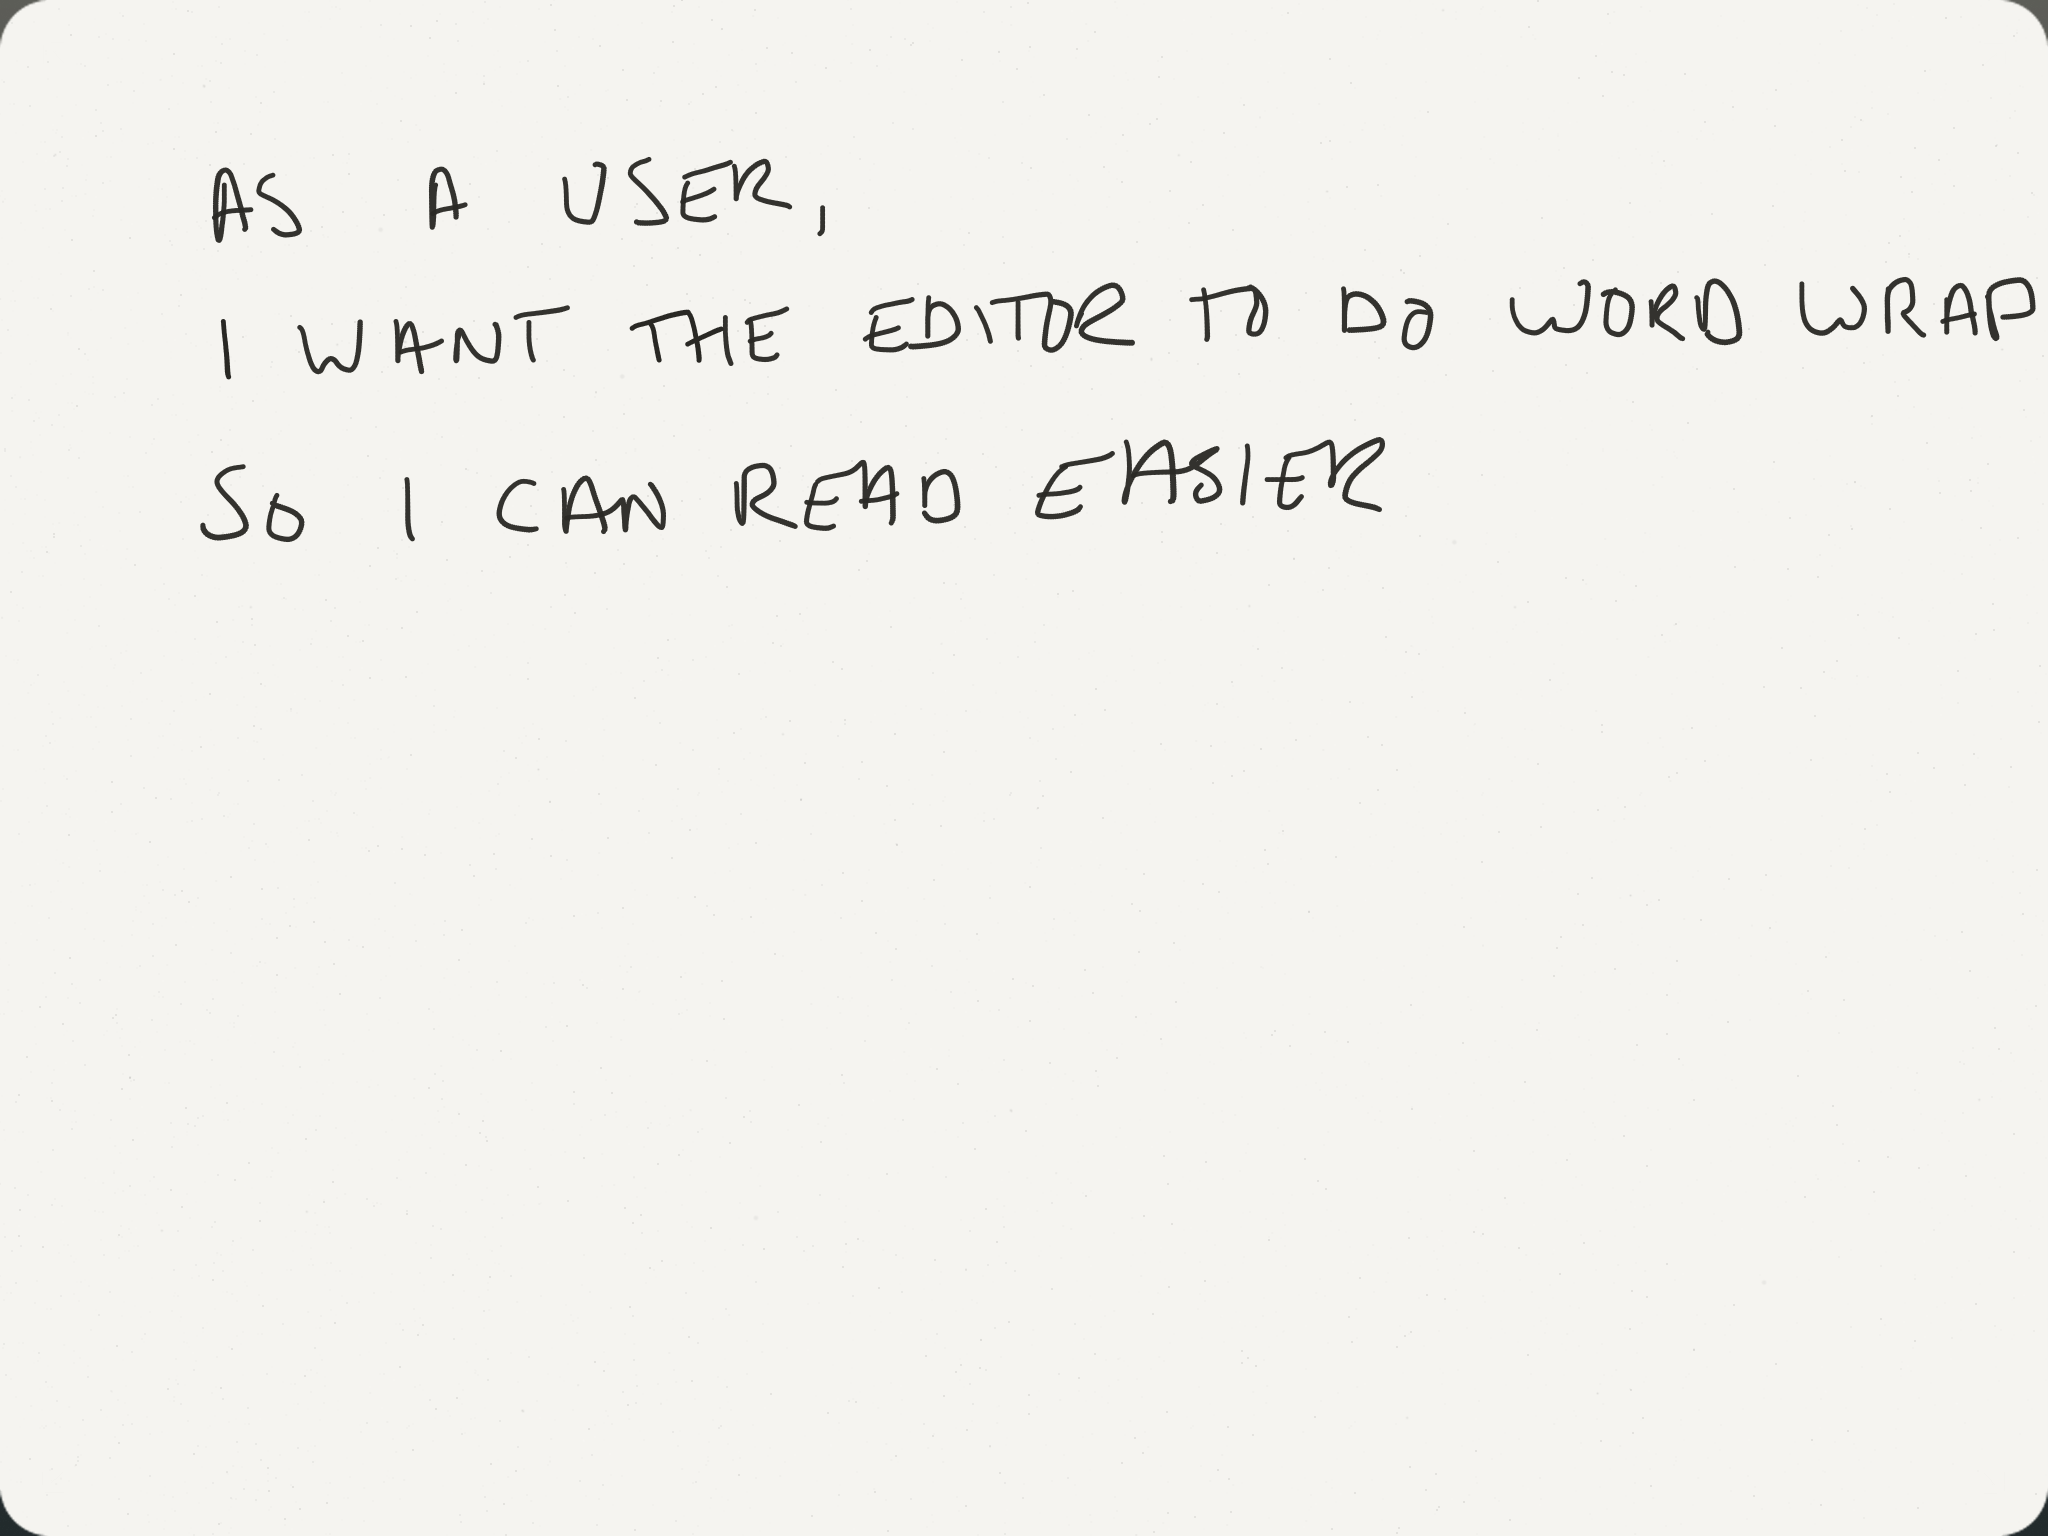 AS A USER,
I WANT THE EDITOR TO DO WORD WRAP
SO I CAN READ EASIER